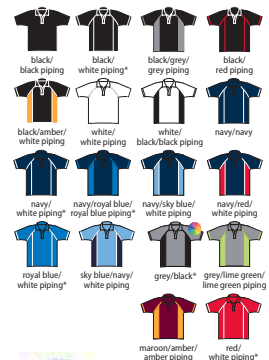 black/
black piping
black/
white piping*
black/grey/
grey piping
black/
red piping
black/amber/
white piping
white/
white piping
white/
black/black piping
navy/navy
navy/
white piping*
navy/royal blue/
royal blue piping*
navy/sky blue/
white piping
navy/red/
white piping
royal blue/
white piping*
sky blue/navy/
white piping
grey/black*
grey/lime green/
lime green piping
maroon/amber/
amber piping
red/
white piping*